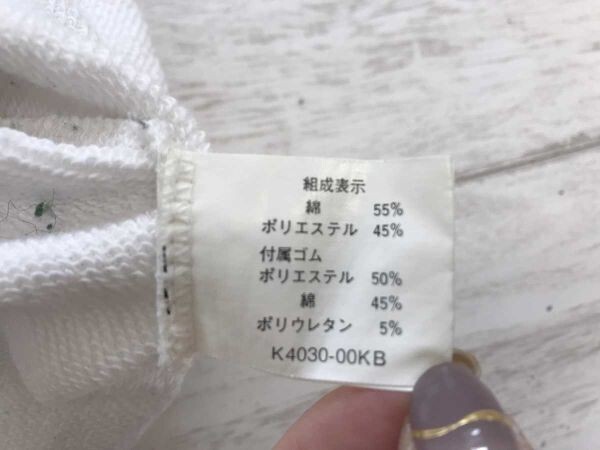 組成表示
綿 55%
ポリエステル 45%
付属ゴム
ポリエステル 50%
綿 45%
ポリウレタン 5%
K4030-00KB